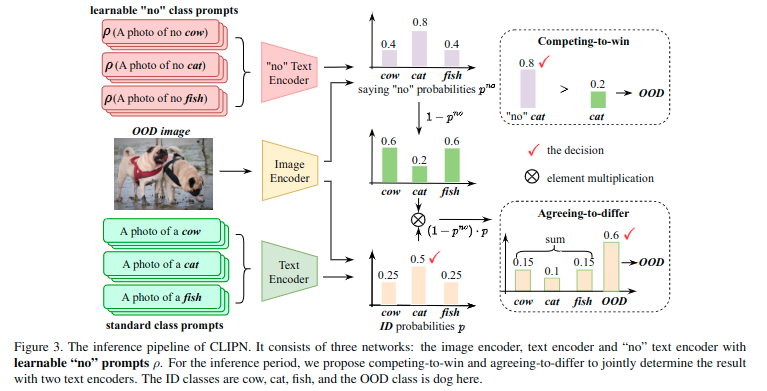 learnable "no" class prompts
ρ(A photo of no cow)
ρ(A photo of no cat)
ρ(A photo of no fish)
"no" Text
Encoder
0.4
0.8
0.4
cow cat fish
saying "no" probabilities pⁿᵒ
1 − pⁿᵒ
Competing-to-win
0.8
>
0.2
OOD
"no" cat
cat
OOD image
Image
Encoder
0.6
0.2
0.6
cow cat fish
the decision
element multiplication
(1 − pⁿᵒ) · p
A photo of a cow
A photo of a cat
A photo of a fish
standard class prompts
Text
Encoder
0.25
0.5
0.25
cow cat fish
ID probabilities p
Agreeing-to-differ
sum
0.15
0.1
0.15
0.6
OOD
cow cat fish OOD
Figure 3. The inference pipeline of CLIPN. It consists of three networks: the image encoder, text encoder and “no” text encoder with
learnable “no” prompts ρ. For the inference period, we propose competing-to-win and agreeing-to-differ to jointly determine the result
with two text encoders. The ID classes are cow, cat, fish, and the OOD class is dog here.